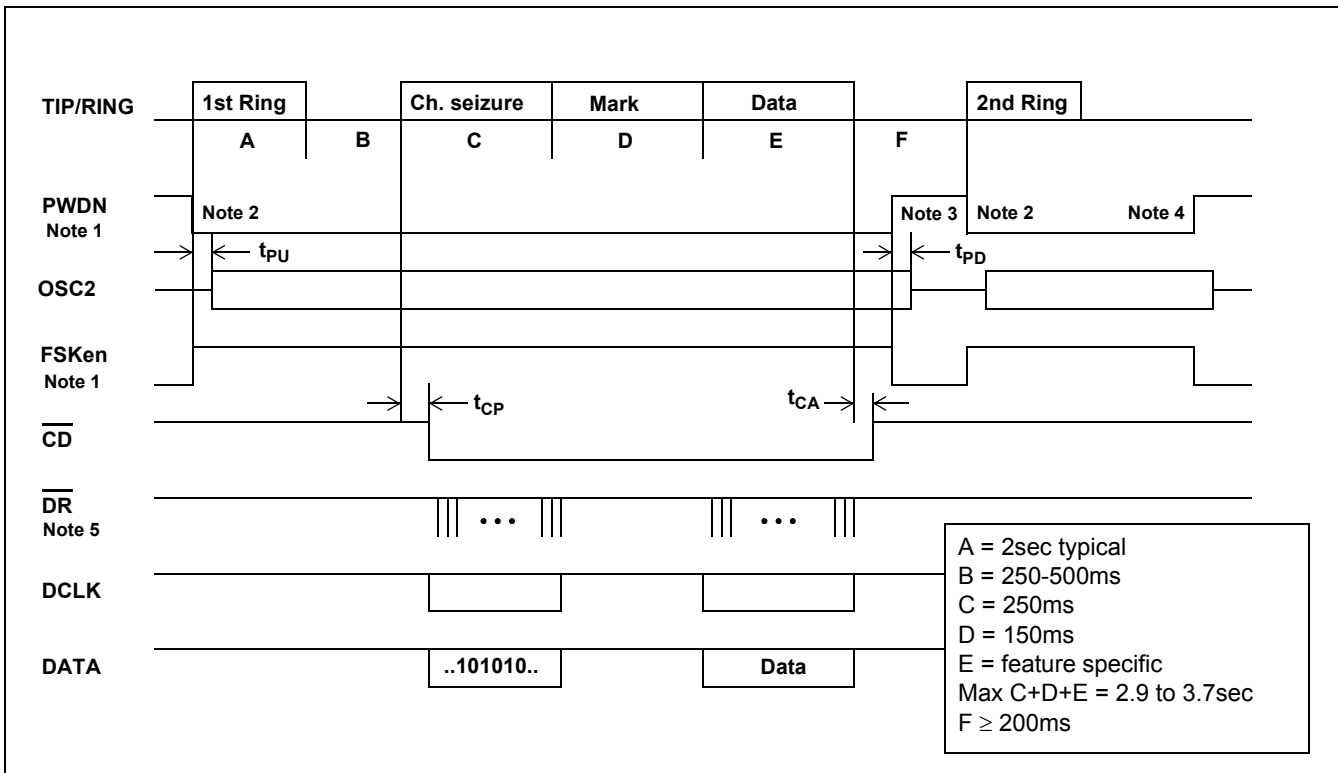 TIP/RING 1st Ring Ch. seizure Mark Data 2nd Ring
A B C D E F
PWDN Note 2 Note 3 Note 2 Note 4
Note 1
tPU tPD
OSC2
FSKen
Note 1
tCP tCA
CD
DR
Note 5 • • • • • •
DCLK
DATA ..101010.. Data
A = 2sec typical
B = 250-500ms
C = 250ms
D = 150ms
E = feature specific
Max C+D+E = 2.9 to 3.7sec
F ≥ 200ms